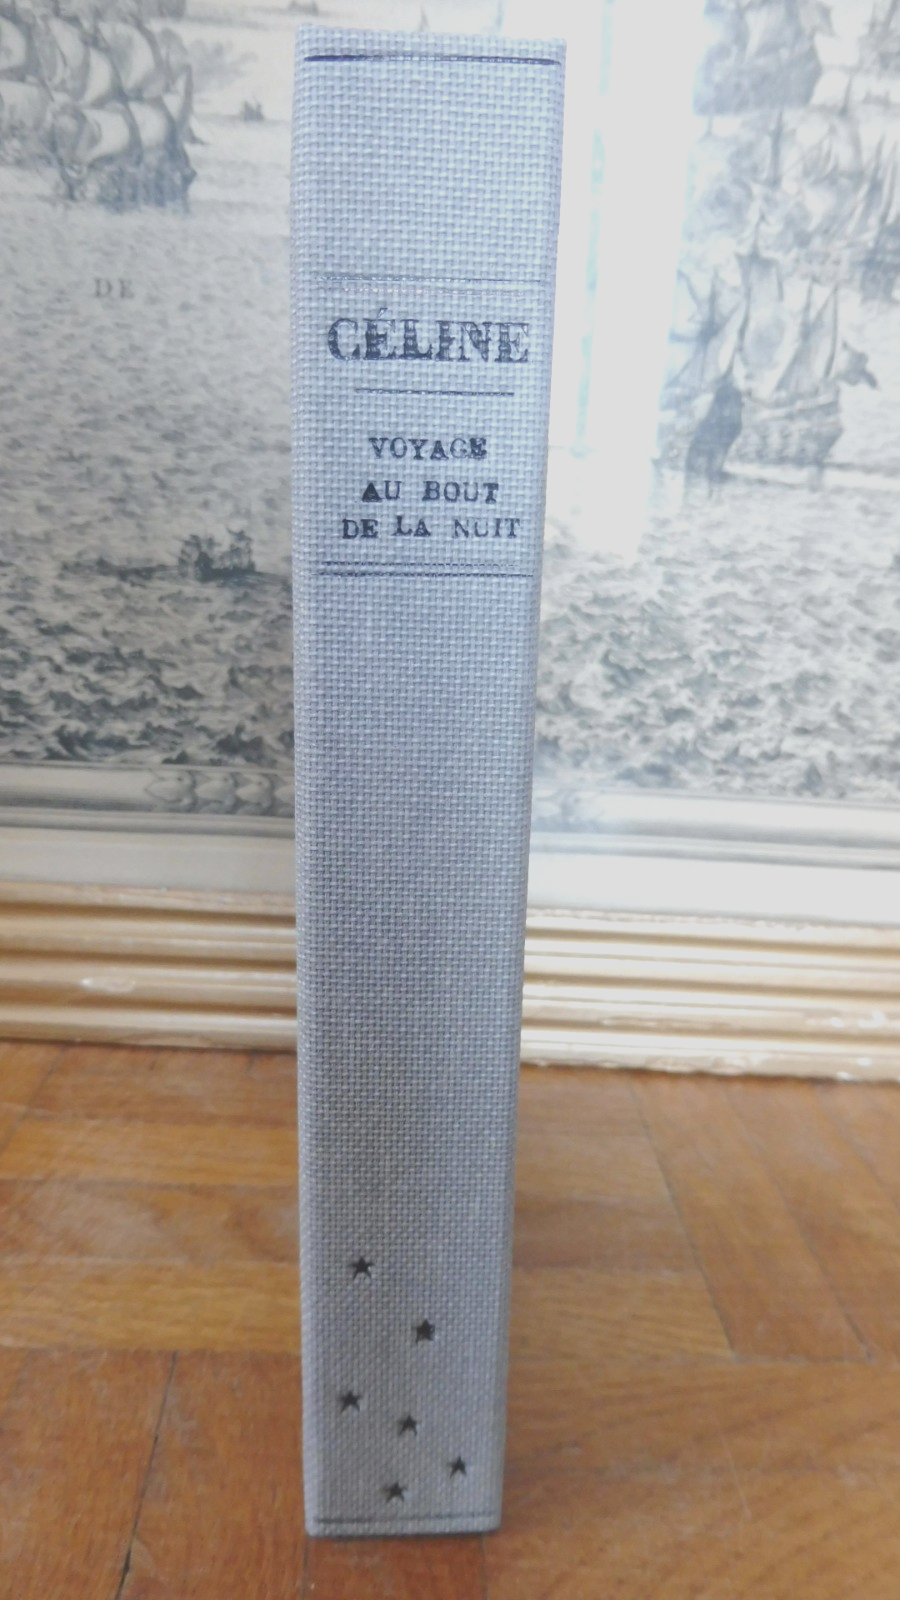 DE
CÉLINE
VOYAGE
AU BOUT
DE LA NUIT